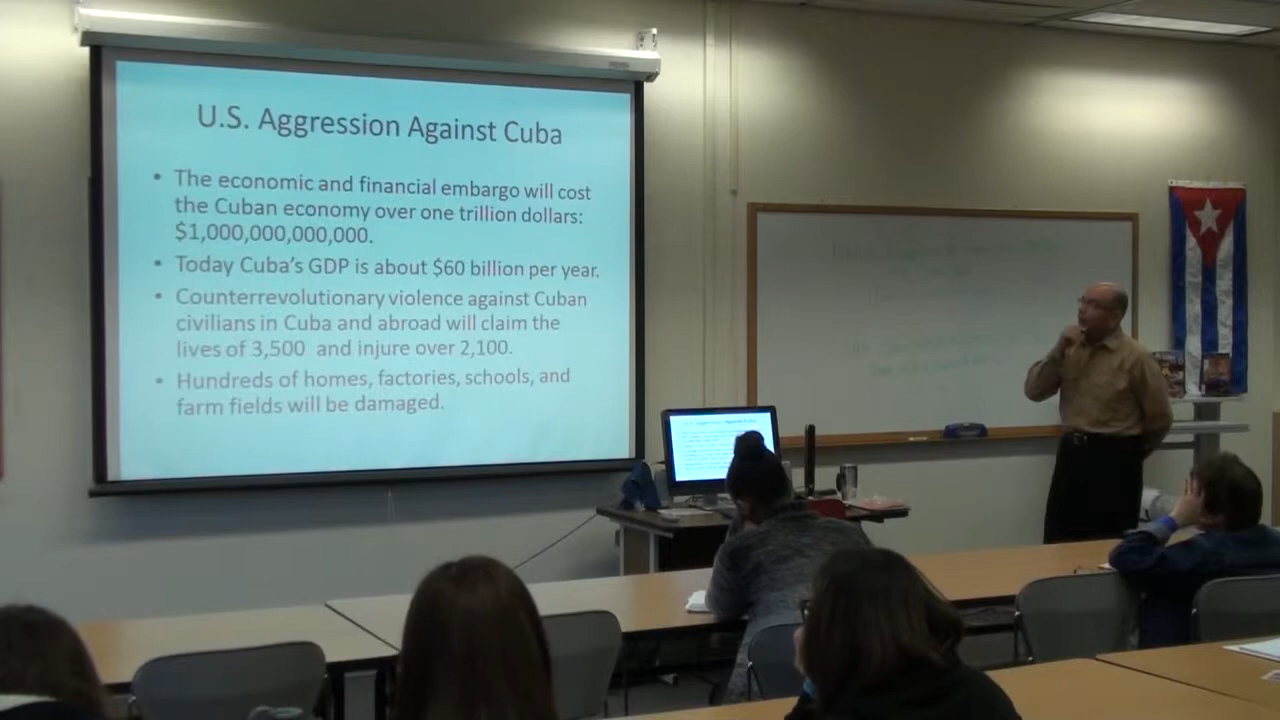 U.S. Aggression Against Cuba
• The economic and financial embargo will cost
the Cuban economy over one trillion dollars:
$1,000,000,000,000.
• Today Cuba's GDP is about $60 billion per year.
• Counterrevolutionary violence against Cuban
civilians in Cuba and abroad will claim the
lives of 3,500 and injure over 2,100.
• Hundreds of homes, factories, schools, and
farm fields will be damaged.
U.S. Aggression Against Cuba